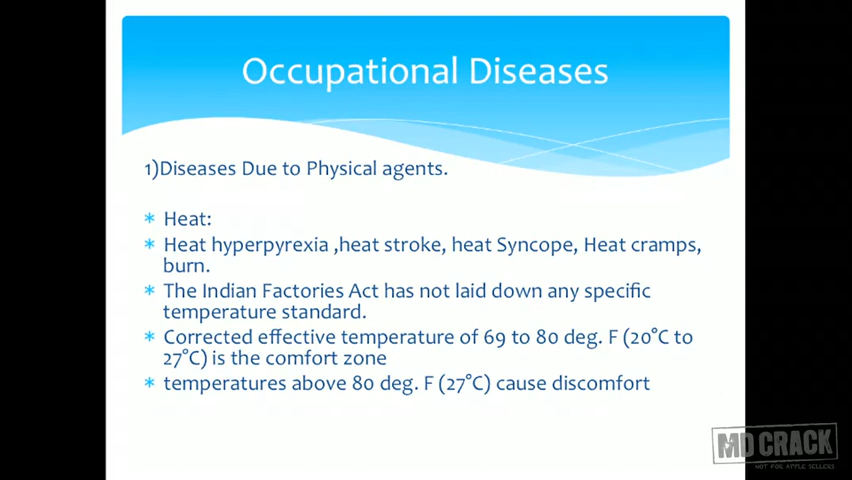 Occupational Diseases
1)Diseases Due to Physical agents.
* Heat:
* Heat hyperpyrexia ,heat stroke, heat Syncope, Heat cramps,
burn.
* The Indian Factories Act has not laid down any specific
temperature standard.
* Corrected effective temperature of 69 to 80 deg. F (20°C to
27°C) is the comfort zone
* temperatures above 80 deg. F (27°C) cause discomfort
MD CRACK
NOT FOR APPLE SELLERS